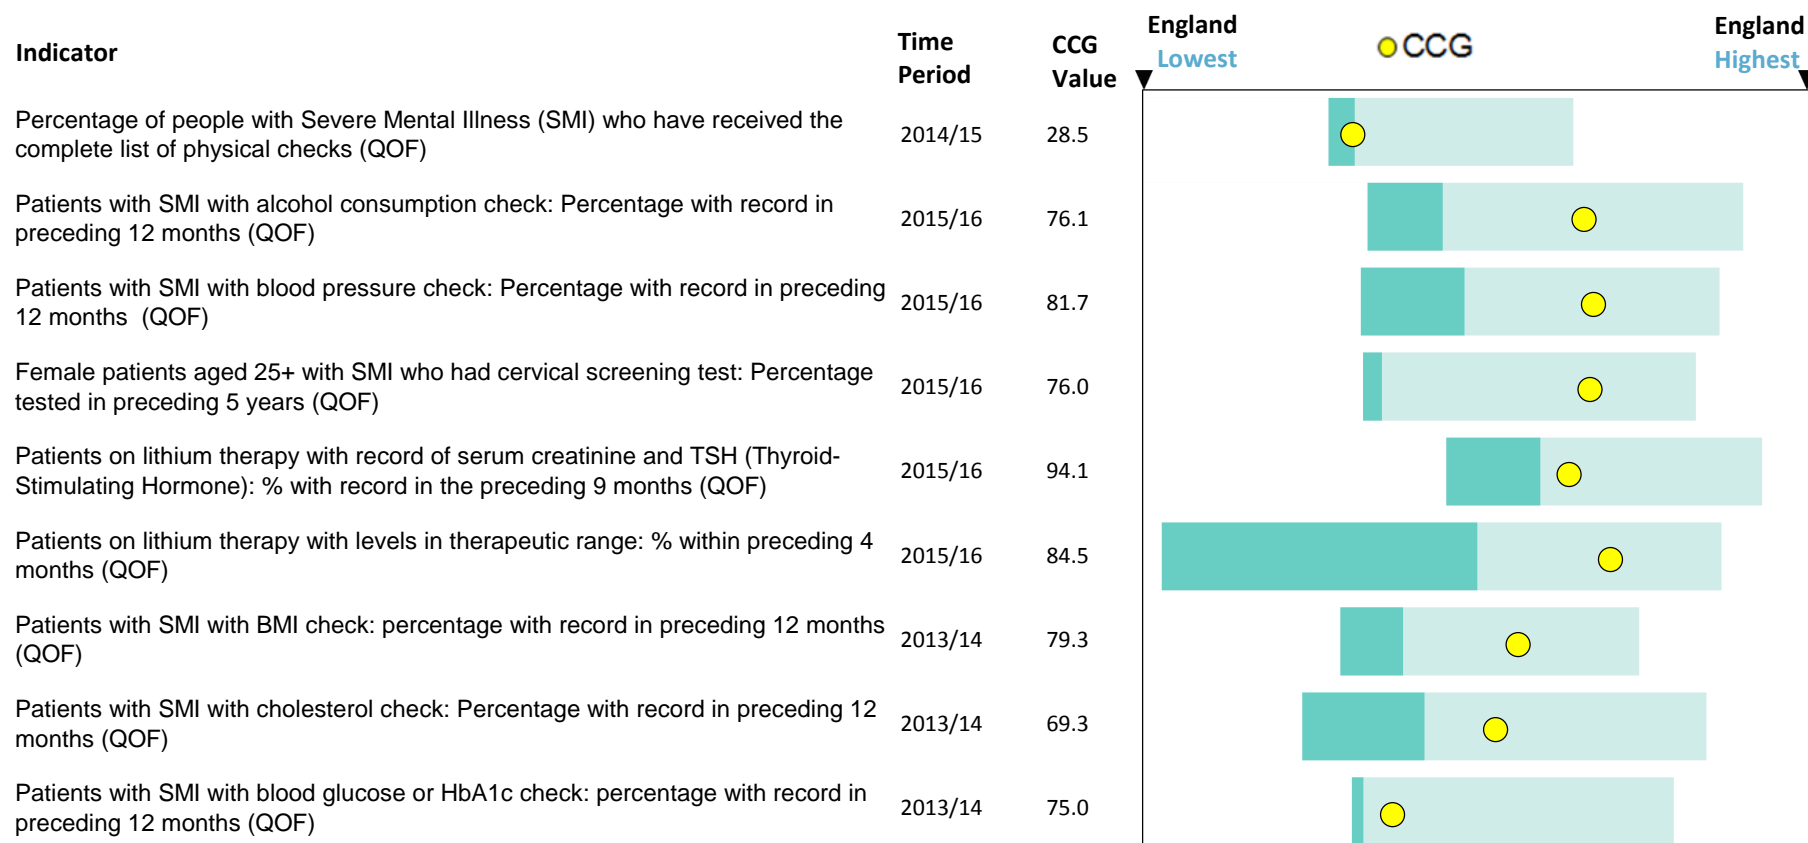 Indicator
Time Period
CCG Value
England Lowest
CCG
England Highest
Percentage of people with Severe Mental Illness (SMI) who have received the
complete list of physical checks (QOF)
2014/15
28.5
Patients with SMI with alcohol consumption check: Percentage with record in
preceding 12 months (QOF)
2015/16
76.1
Patients with SMI with blood pressure check: Percentage with record in preceding
12 months  (QOF)
2015/16
81.7
Female patients aged 25+ with SMI who had cervical screening test: Percentage
tested in preceding 5 years (QOF)
2015/16
76.0
Patients on lithium therapy with record of serum creatinine and TSH (Thyroid-
Stimulating Hormone): % with record in the preceding 9 months (QOF)
2015/16
94.1
Patients on lithium therapy with levels in therapeutic range: % within preceding 4
months (QOF)
2015/16
84.5
Patients with SMI with BMI check: percentage with record in preceding 12 months
(QOF)
2013/14
79.3
Patients with SMI with cholesterol check: Percentage with record in preceding 12
months (QOF)
2013/14
69.3
Patients with SMI with blood glucose or HbA1c check: percentage with record in
preceding 12 months (QOF)
2013/14
75.0